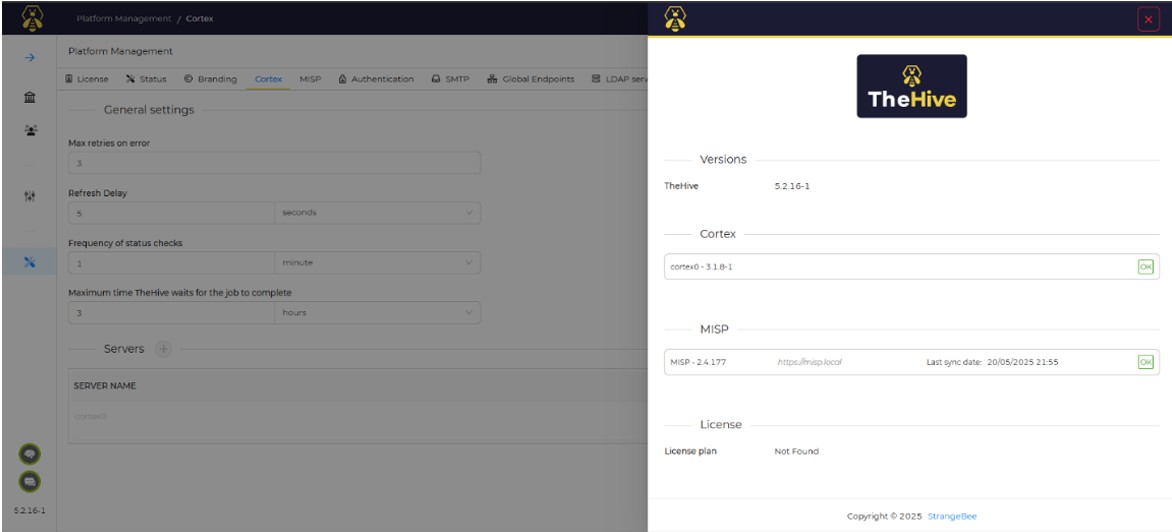 Platform Management / Cortex
Platform Management
License Status Branding Cortex MISP Authentication SMTP Global Endpoints LDAP serv
General settings
Max retries on error
3
Refresh Delay
5 seconds
Frequency of status checks
1 minute
Maximum time TheHive waits for the job to complete
3 hours
Servers
SERVER NAME
cortex0
5.2.16-1
TheHive
Versions
TheHive 5.2.16-1
Cortex
cortex0 - 3.1.8-1 OK
MISP
MISP - 2.4.177 https://misp.local Last sync date: 20/05/2025 21:55 OK
License
License plan Not Found
Copyright © 2025 StrangeBee